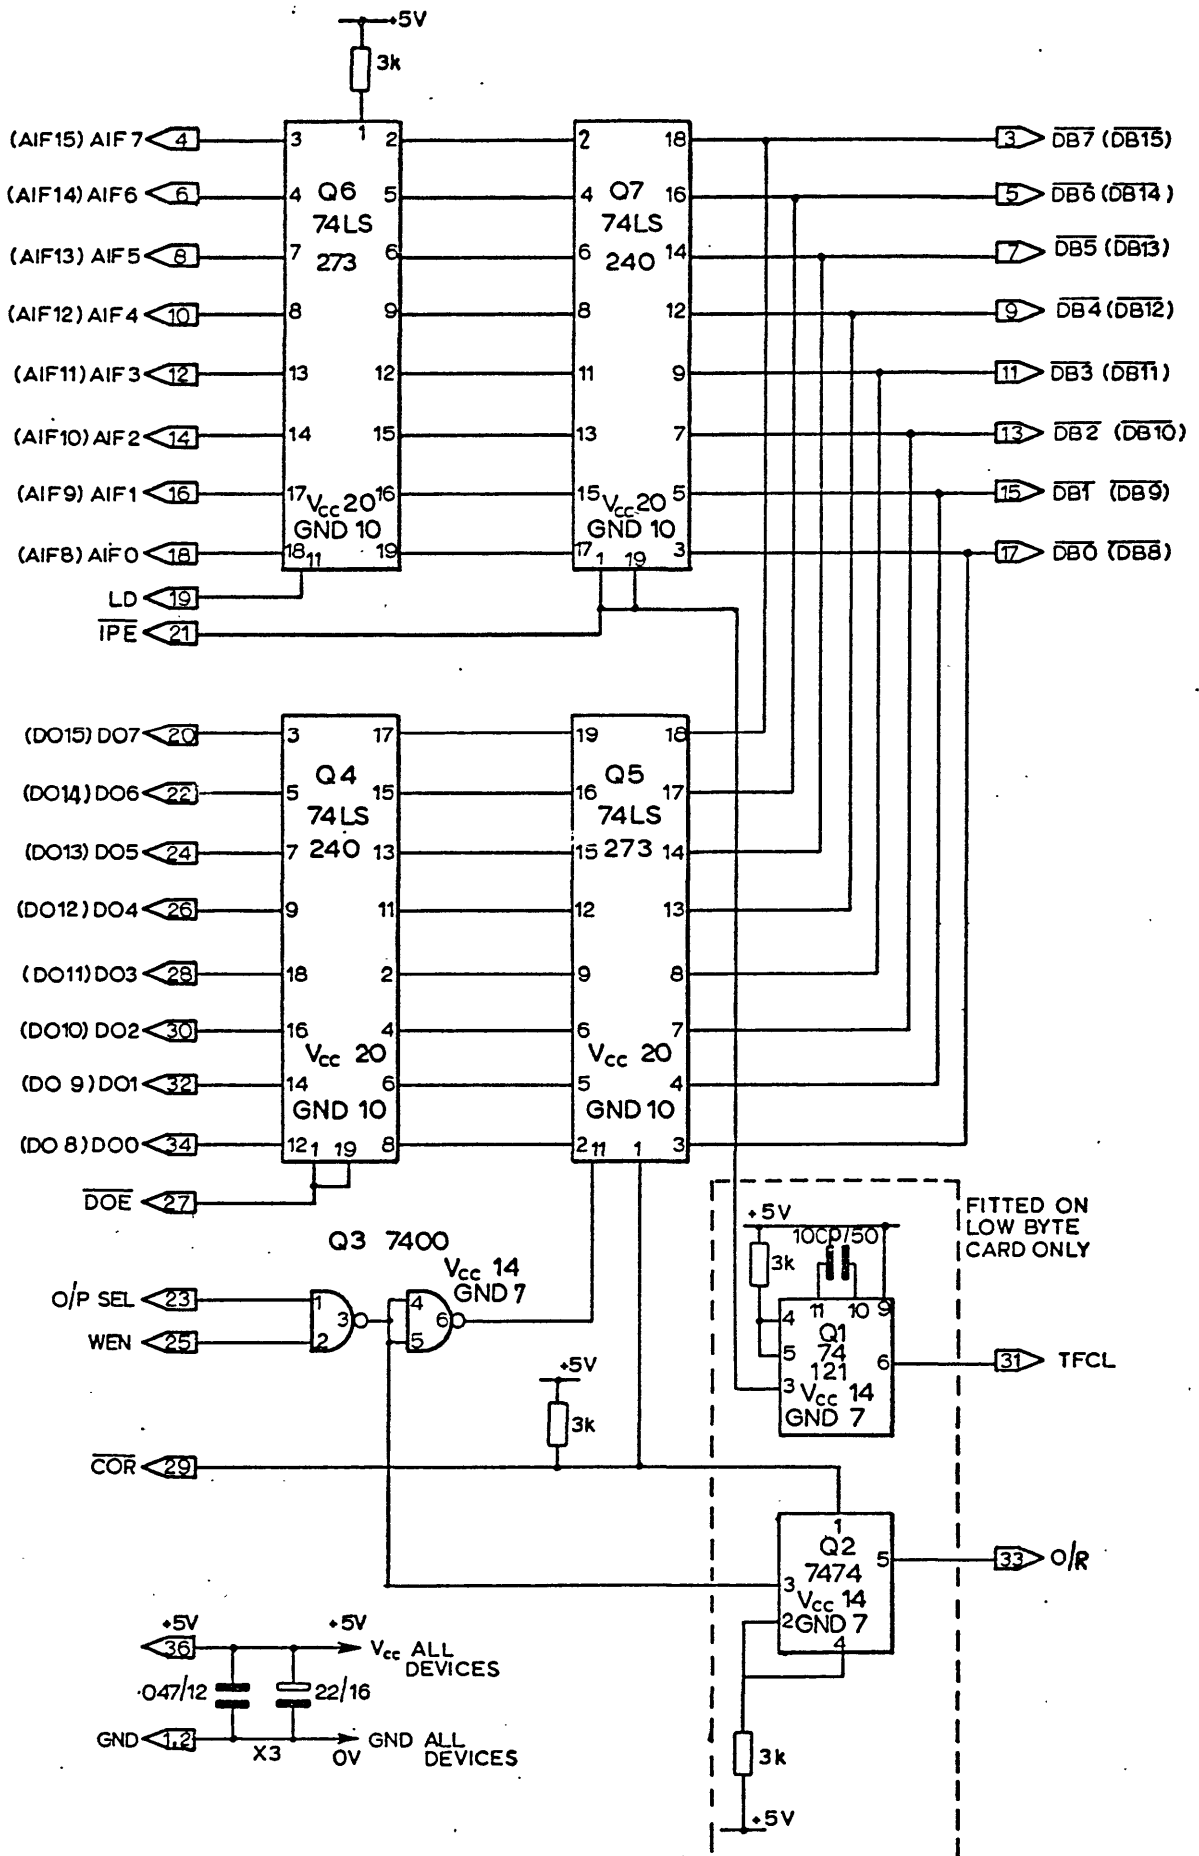 +5V
3k
(AIF15) AIF 7 4 3 1 2 2 18 3 DB7 (DB15)
(AIF14) AIF6 6 4 Q6 5 4 Q7 16 5 DB6 (DB14)
74LS 74LS
(AIF13) AIF5 8 7 273 6 6 240 14 7 DB5 (DB13)
(AIF12) AIF4 10 8 9 8 12 9 DB4 (DB12)
(AIF11) AIF3 12 13 12 11 9 11 DB3 (DB11)
(AIF10) AIF2 14 14 15 13 7 13 DB2 (DB10)
(AIF9) AIF1 16 17 Vcc 20 16 15 Vcc 20 5 15 DB1 (DB9)
GND 10 GND 10
(AIF8) AIF0 18 18 11 19 17 1 19 3 17 DB0 (DB8)
LD 19
IPE 21
(DO15) DO7 20 3 17 19 18
Q4 Q5
(DO14) DO6 22 5 74LS 15 16 74LS 17
(DO13) DO5 24 7 240 13 15 273 14
(DO12) DO4 26 9 11 12 13
(DO11) DO3 28 18 2 9 8
(DO10) DO2 30 16 4 6 7
Vcc 20 Vcc 20
(DO 9) DO1 32 14 6 5 4
GND 10 GND 10
(DO 8) DO0 34 12 1 19 8 2 11 1 3
DOE 27
FITTED ON
LOW BYTE
CARD ONLY
Q3 7400
Vcc 14
GND 7
+5V
3k
/50
11 10 9
4 Q1
5 74
121 6 31 TFCL
3 Vcc 14
GND 7
O/P SEL 23 1 3 4 6
WEN 25 2 5
+5V
3k
COR 29
1
Q2 5 33 O/R
3 7474
Vcc 14
2 GND 7
4
3k
+5V
+5V +5V
36 Vcc ALL
DEVICES
.047/12 22/16
GND 1,2 X3 0V GND ALL
DEVICES